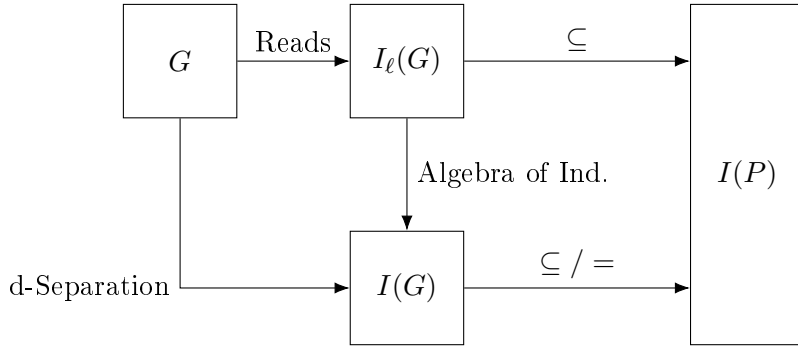 G
Reads
I_ℓ(G)
⊆
Algebra of Ind.
I(P)
d-Separation
I(G)
⊆ / =